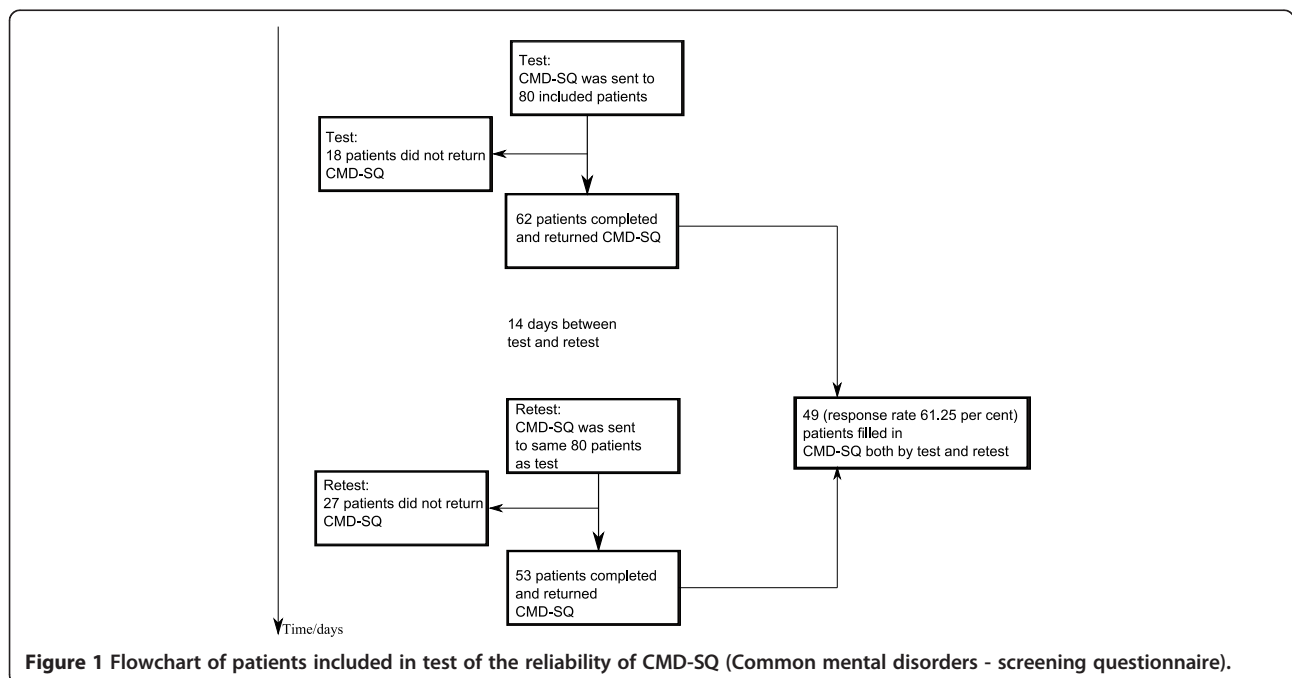 Test:
CMD-SQ was sent to
80 included patients
Test:
18 patients did not return
CMD-SQ
62 patients completed
and returned CMD-SQ
14 days between
test and retest
Retest:
CMD-SQ was sent
to same 80 patients
as test
49 (response rate 61.25 per cent)
patients filled in
CMD-SQ both by test and retest
Retest:
27 patients did not return
CMD-SQ
53 patients completed
and returned
CMD-SQ
Time/days
Figure 1 Flowchart of patients included in test of the reliability of CMD-SQ (Common mental disorders - screening questionnaire).